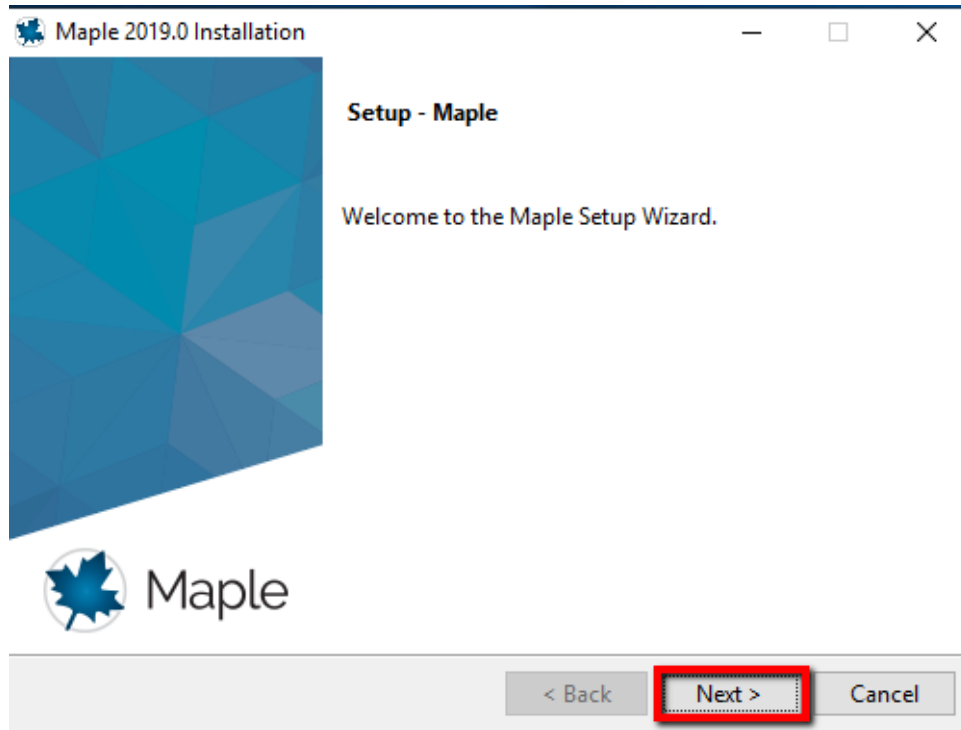 Maple 2019.0 Installation
Setup - Maple
Welcome to the Maple Setup Wizard.
Maple
< Back
Next >
Cancel